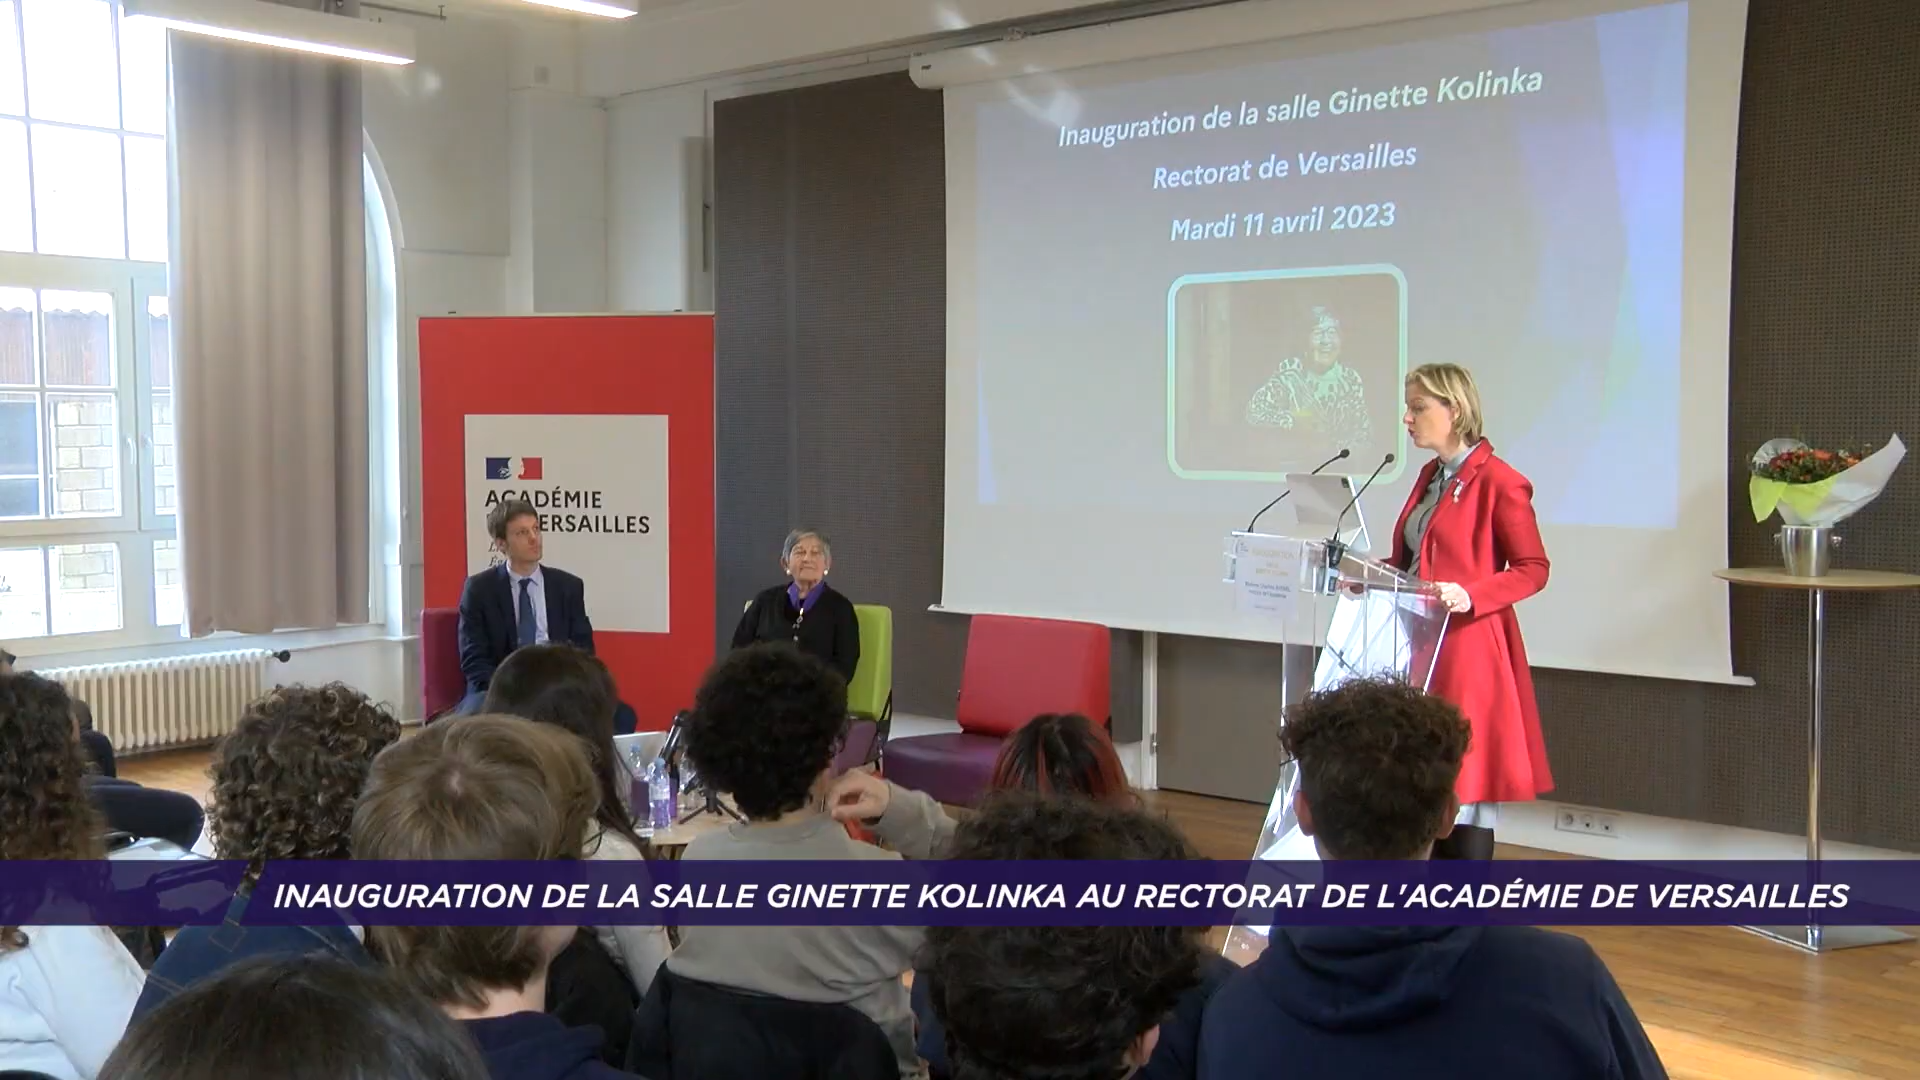 Inauguration de la salle Ginette Kolinka
Rectorat de Versailles
Mardi 11 avril 2023
ACADÉMIE
ERSAILLES
INAUGURATION DE LA SALLE GINETTE KOLINKA AU RECTORAT DE L'ACADÉMIE DE VERSAILLES